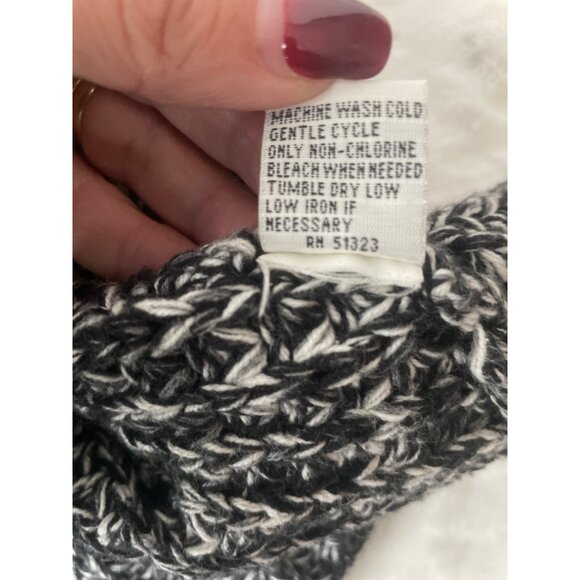 MACHINE WASH COLD
GENTLE CYCLE
ONLY NON-CHLORINE
BLEACH WHEN NEEDED
TUMBLE DRY LOW
LOW IRON IF
NECESSARY
RN 51323